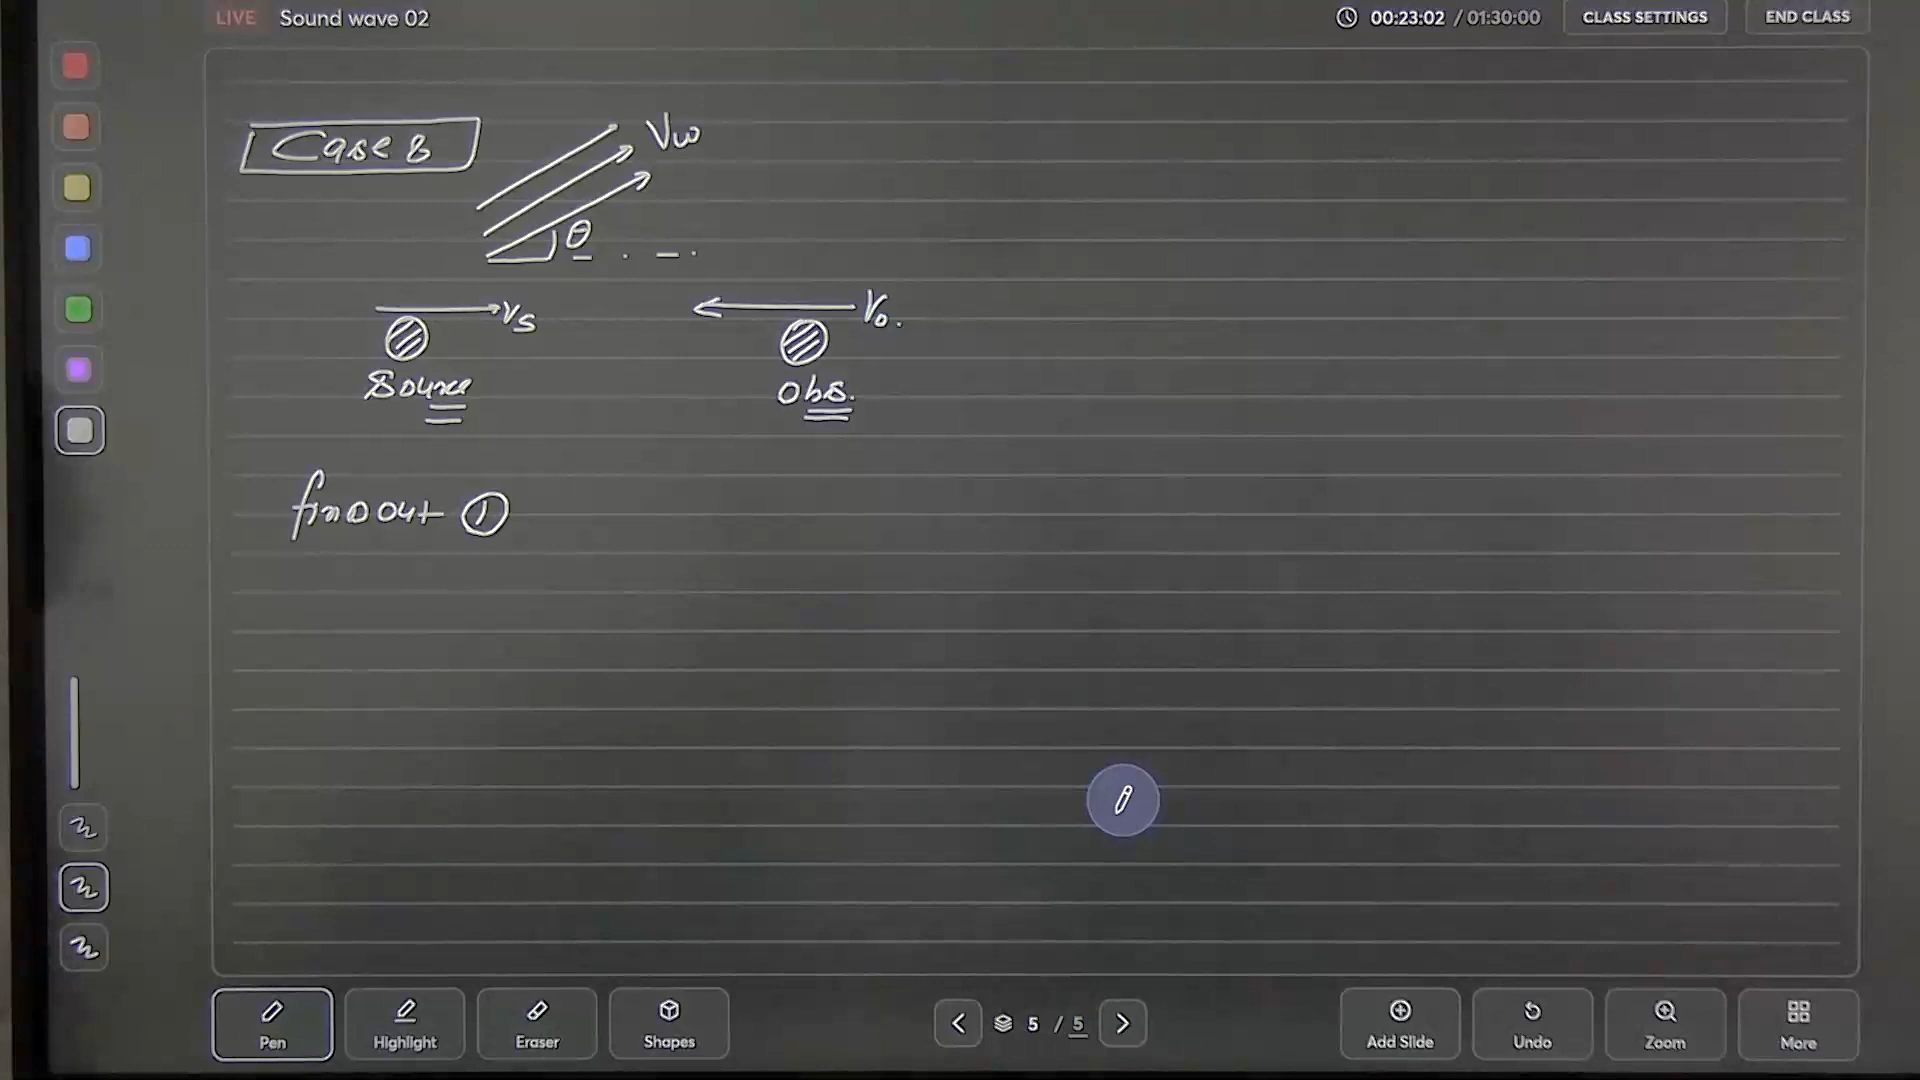 LIVE Sound wave 02 00:23:02 / 01:30:00 CLASS SETTINGS END CLASS
Case 8
Vw
θ
Vs Vo.
Source Obs.
find out ①
Pen Highlight Eraser Shapes 5 / 5 Add Slide Undo Zoom More